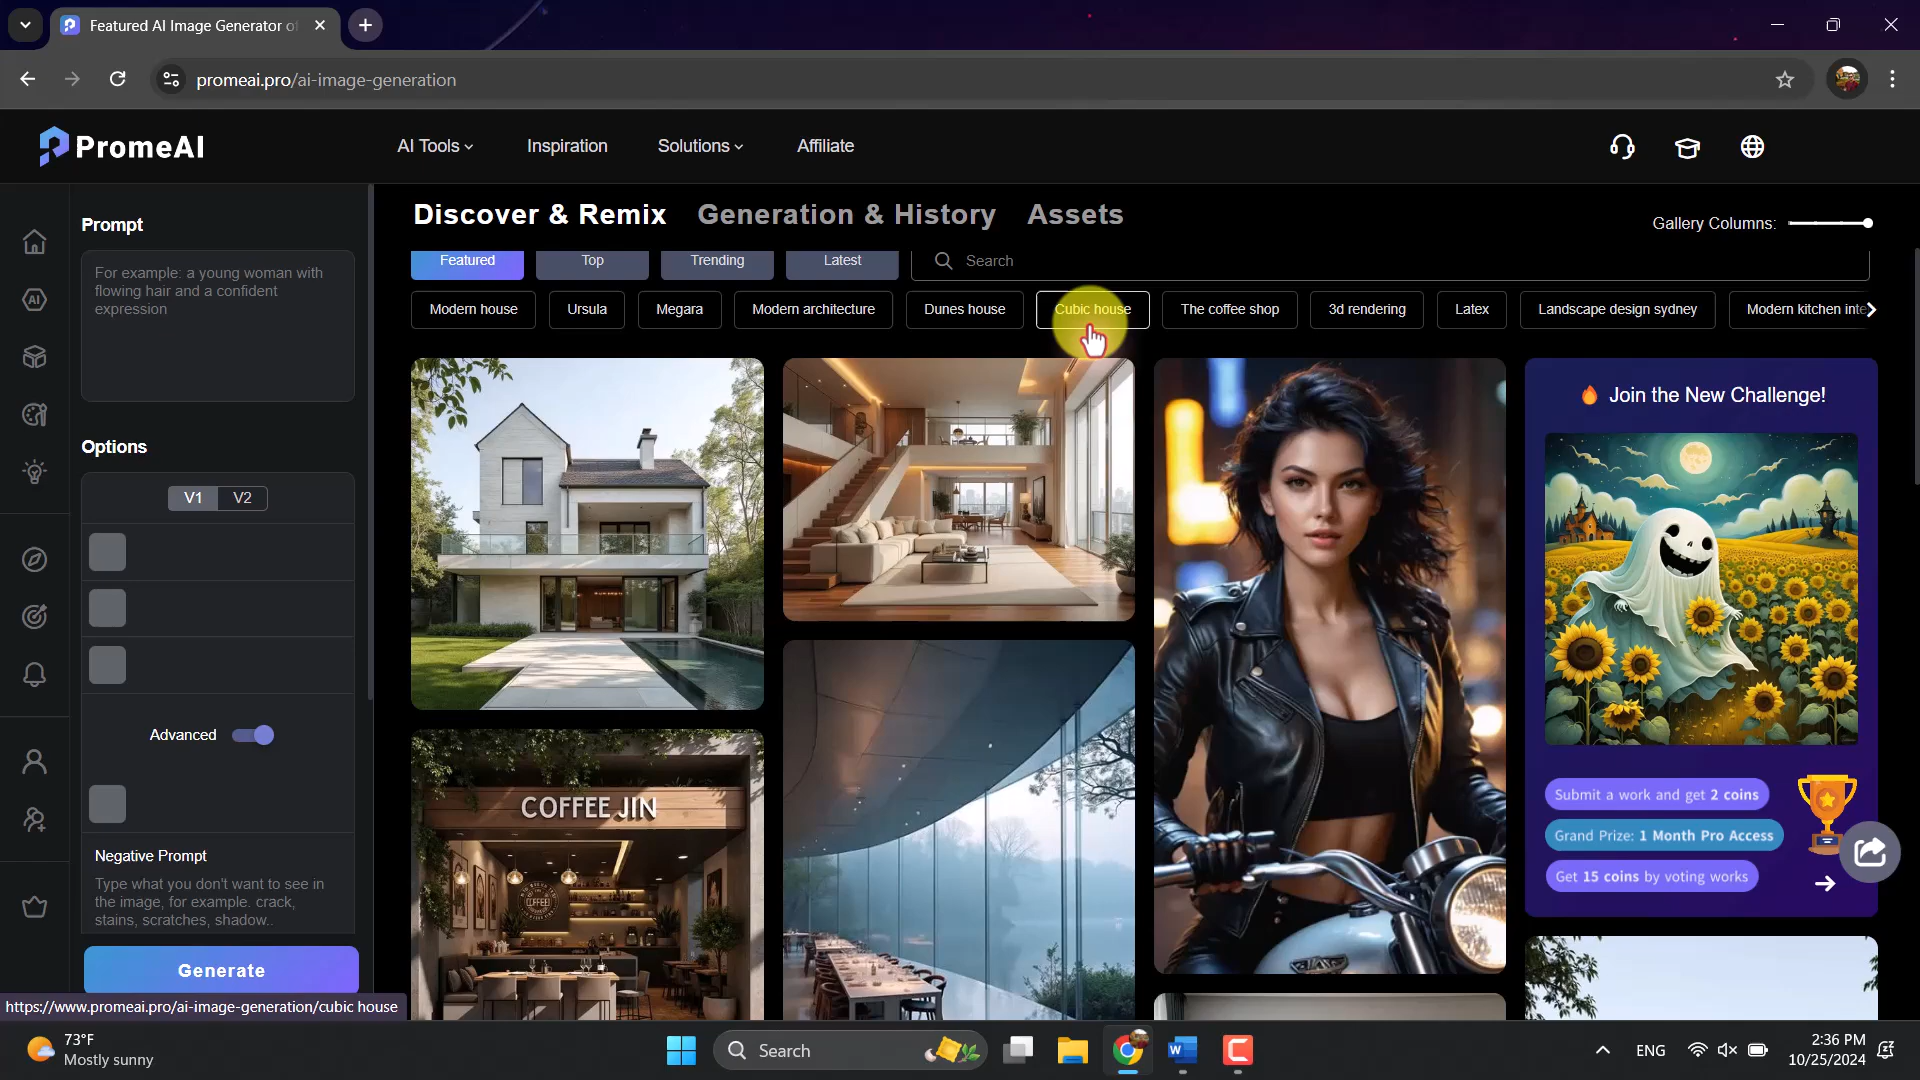 Featured AI Image Generator of
promeai.pro/ai-image-generation
PromeAI
AI Tools
Inspiration
Solutions
Affiliate
Prompt
For example: a young woman with
flowing hair and a confident
expression
Options
V1
V2
Advanced
Negative Prompt
Type what you don't want to see in
the image, for example. crack,
stains, scratches, shadow..
Generate
https://www.promeai.pro/ai-image-generation/cubic house
Discover & Remix
Generation & History
Assets
Gallery Columns:
Featured
Top
Trending
Latest
Search
Modern house
Ursula
Megara
Modern architecture
Dunes house
Cubic house
The coffee shop
3d rendering
Latex
Landscape design sydney
Modern kitchen inte
COFFEE JIN
COFFEE
Join the New Challenge!
Submit a work and get 2 coins
Grand Prize: 1 Month Pro Access
Get 15 coins by voting works
73°F
Mostly sunny
Search
ENG
2:36 PM
10/25/2024